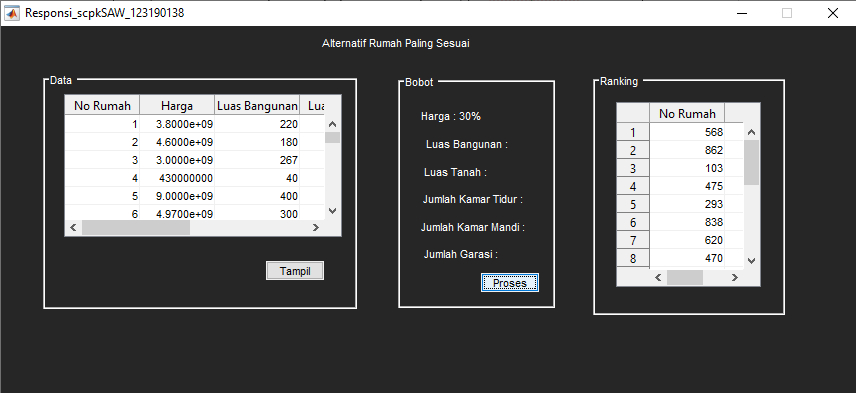 Responsi_scpkSAW_123190138
Alternatif Rumah Paling Sesuai
Data
No Rumah Harga Luas Bangunan Lua
1 3.8000e+09 220
2 4.6000e+09 180
3 3.0000e+09 267
4 430000000 40
5 9.0000e+09 400
6 4.9700e+09 300
Tampil
Bobot
Harga : 30%
Luas Bangunan :
Luas Tanah :
Jumlah Kamar Tidur :
Jumlah Kamar Mandi :
Jumlah Garasi :
Proses
Ranking
No Rumah
1 568
2 862
3 103
4 475
5 293
6 838
7 620
8 470